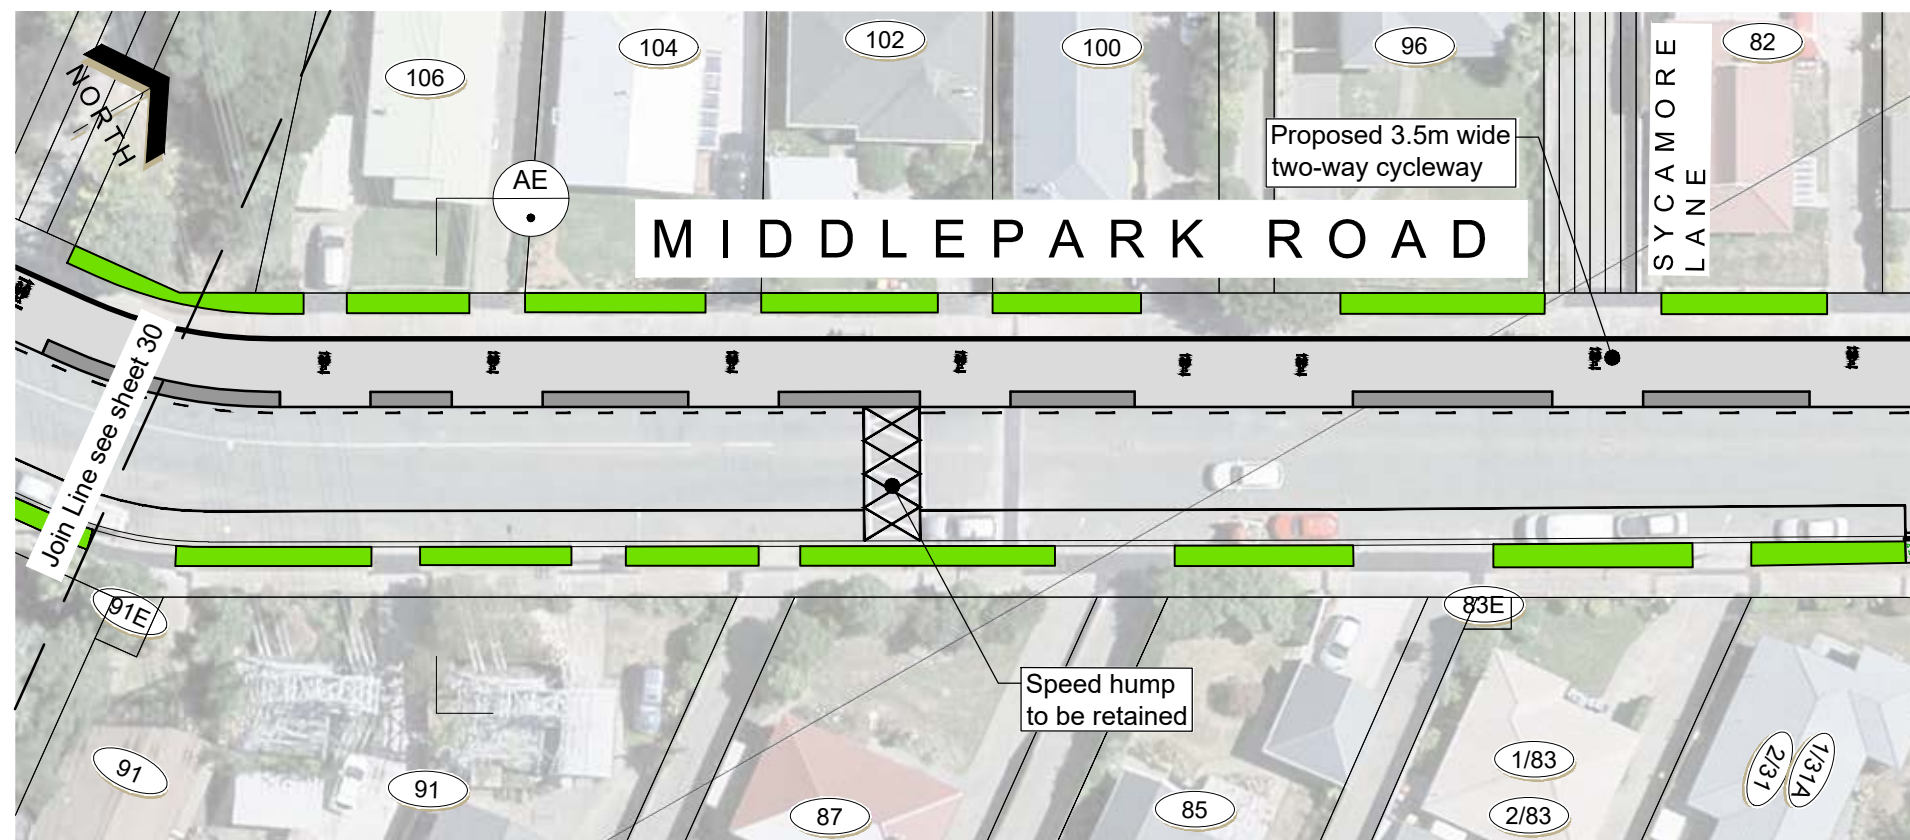 NORTH
106
104
102
100
96
82
SYCAMORE
LANE
Proposed 3.5m wide
two-way cycleway
AE
MIDDLEPARK ROAD
Join Line see sheet 30
91E
83E
Speed hump
to be retained
91
91
87
85
1/83
2/83
2/31
1/31A